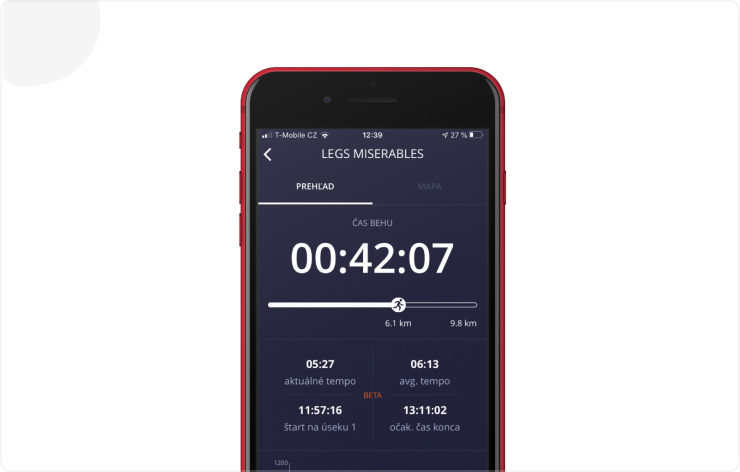 T-Mobile CZ 12:39 27 %
LEGS MISERABLES
PREHĽAD MAPA
ČAS BEHU
00:42:07
6.1 km 9.8 km
05:27 06:13
aktuálné tempo avg. tempo
BETA
11:57:16 13:11:02
štart na úseku 1 očak. čas konca
1200